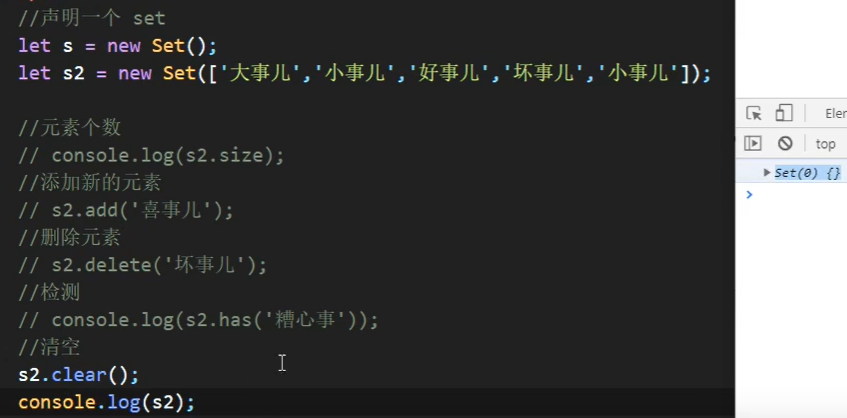 //声明一个 set
let s = new Set();
let s2 = new Set(['大事儿','小事儿','好事儿','坏事儿','小事儿']);
//元素个数
// console.log(s2.size);
//添加新的元素
// s2.add('喜事儿');
//删除元素
// s2.delete('坏事儿');
//检测
// console.log(s2.has('糟心事'));
//清空
s2.clear();
console.log(s2);
Eler
top
Set(0) {}